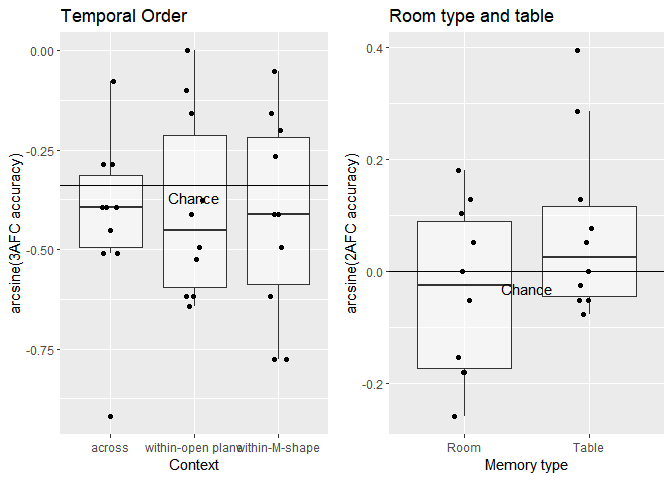 Temporal Order
arcsine(3AFC accuracy)
0.00
-0.25
-0.50
-0.75
Chance
across
within-open plane
within-M-shape
Context
Room type and table
arcsine(2AFC accuracy)
0.4
0.2
0.0
-0.2
Chance
Room
Table
Memory type